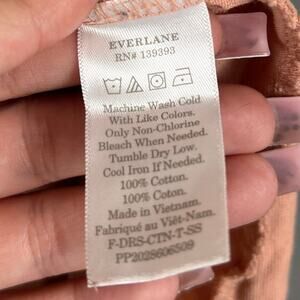 EVERLANE
RN# 139393
Machine Wash Cold
With Like Colors.
Only Non-Chlorine
Bleach When Needed.
Tumble Dry Low.
Cool Iron If Needed.
100% Cotton.
100% Coton.
Made in Vietnam.
Fabriqué au Viêt-Nam.
F-DRS-CTN-T-SS
PP2028606509